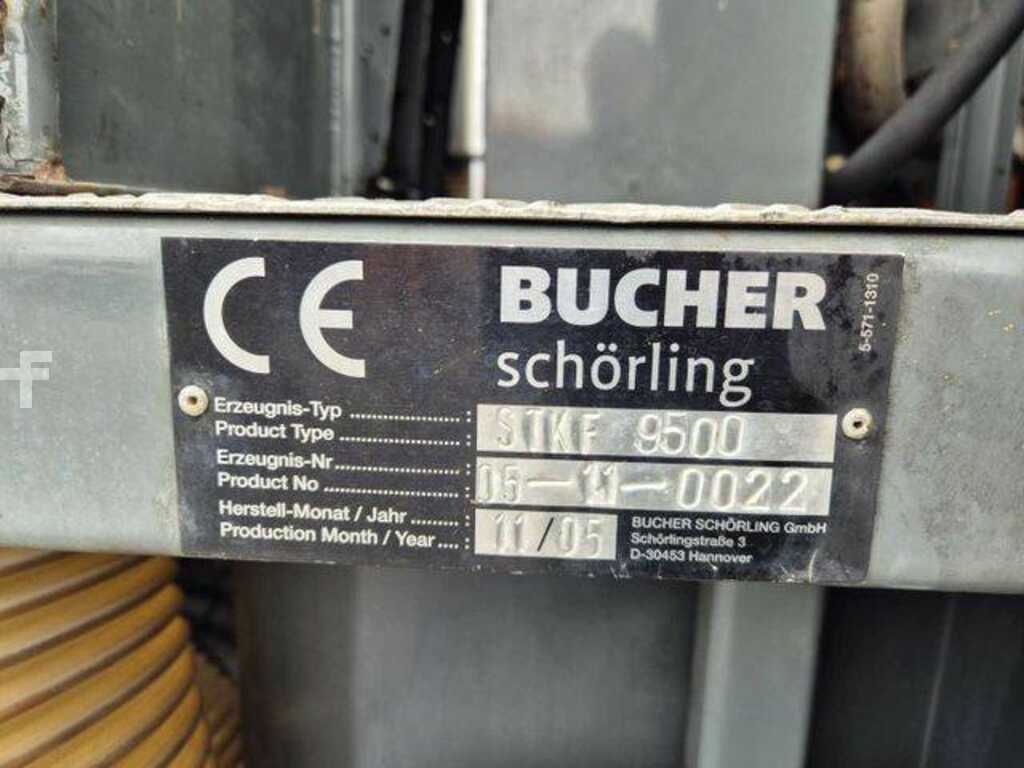 CE
BUCHER
schörling
5-571-1310
Erzeugnis-Typ ........................ :
Product Type ........................ : STKF 9500
Erzeugnis-Nr........................ :
Product No ........................ : 05-11-0022
Herstell-Monat / Jahr ......... :
Production Month / Year .... : 11/05
BUCHER SCHÖRLING GmbH
Schörlingstraße 3
D-30453 Hannover
F